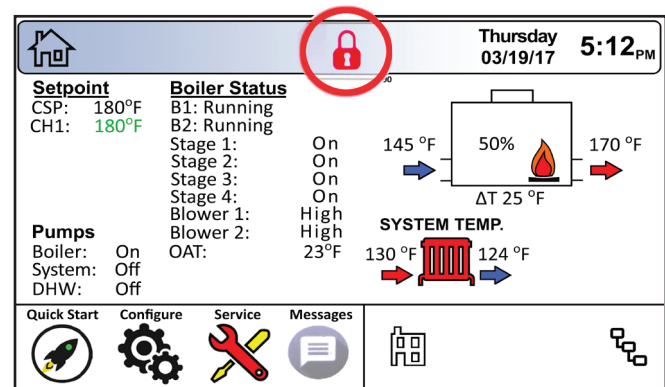 Thursday
03/19/17
5:12PM
Setpoint
CSP: 180°F
CH1: 180°F
Boiler Status
B1: Running
B2: Running
Stage 1: On
Stage 2: On
Stage 3: On
Stage 4: On
Blower 1: High
Blower 2: High
OAT: 23°F
Pumps
Boiler: On
System: Off
DHW: Off
145 °F
50%
170 °F
ΔT 25 °F
SYSTEM TEMP.
130 °F
124 °F
Quick Start
Configure
Service
Messages